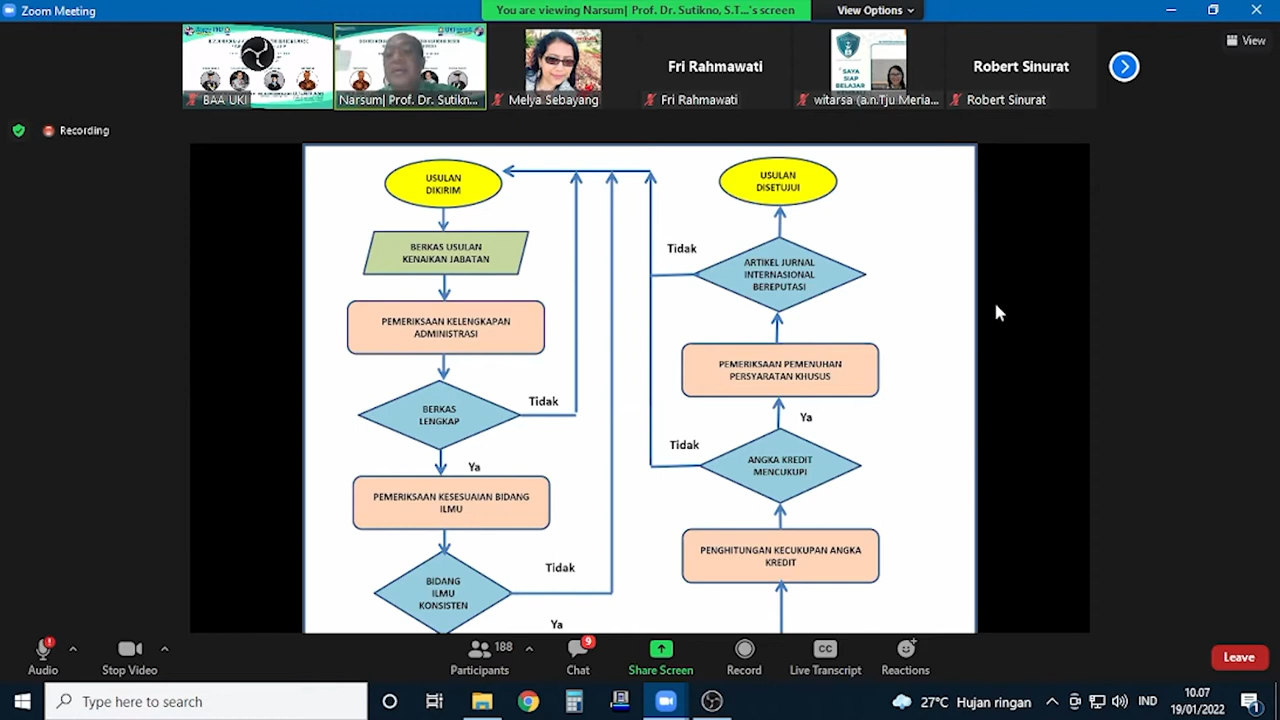 Zoom Meeting
You are viewing Narsum| Prof. Dr. Sutikno, S.T...'s screen
View Options
View
BAA UKI
Narsum| Prof. Dr. Sutikn...
Melya Sebayang
Fri Rahmawati
Fri Rahmawati
SAYA
SIAP
BELAJAR
witarsa (a.n.Tju Meria...
Robert Sinurat
Robert Sinurat
Recording
USULAN
DIKIRIM
BERKAS USULAN
KENAIKAN JABATAN
PEMERIKSAAN KELENGKAPAN
ADMINISTRASI
BERKAS
LENGKAP
Tidak
Ya
PEMERIKSAAN KESESUAIAN BIDANG
ILMU
BIDANG
ILMU
KONSISTEN
Tidak
Ya
USULAN
DISETUJUI
Tidak
ARTIKEL JURNAL
INTERNASIONAL
BEREPUTASI
PEMERIKSAAN PEMENUHAN
PERSYARATAN KHUSUS
Ya
Tidak
ANGKA KREDIT
MENCUKUPI
PENGHITUNGAN KECUKUPAN ANGKA
KREDIT
Audio
Stop Video
188
Participants
9
Chat
Share Screen
Record
CC
Live Transcript
Reactions
Leave
Type here to search
27°C Hujan ringan
IND
10.07
19/01/2022
1